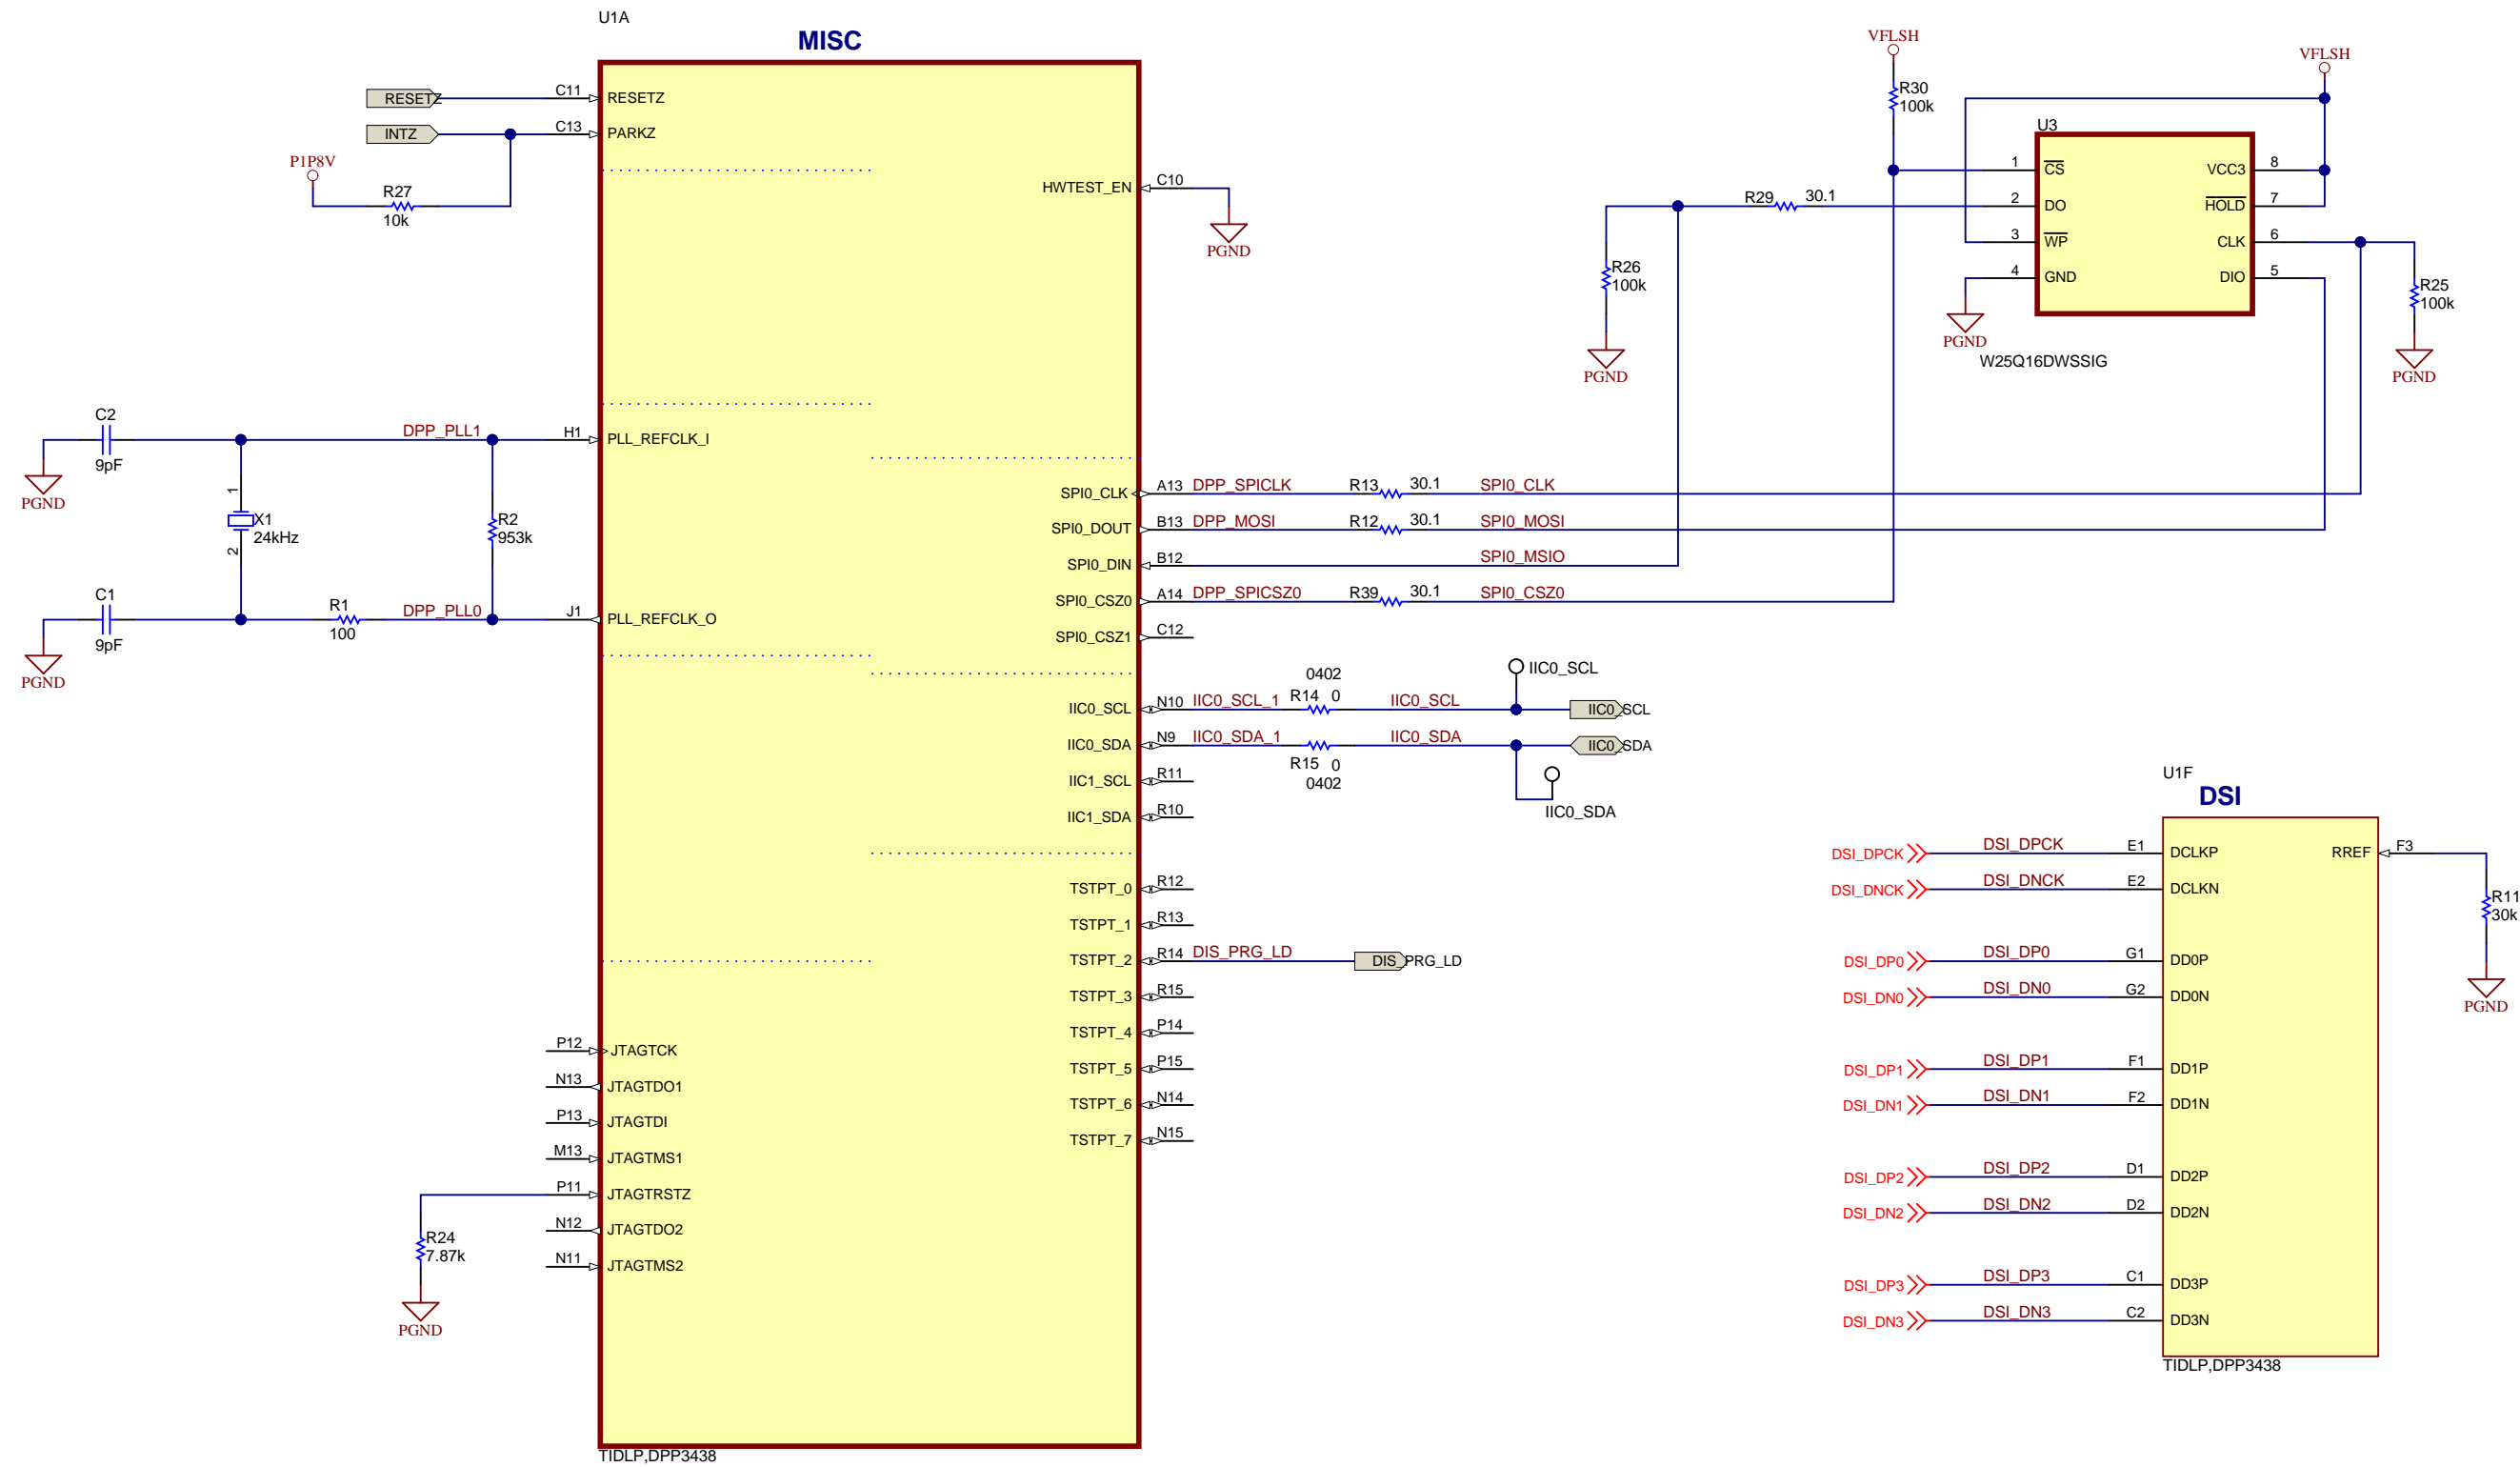 U1A
MISC
RESETZ
C11
RESETZ
INTZ
C13
PARKZ
P1P8V
R27
10k
HWTEST_EN
C10
PGND
C2
9pF
PGND
DPP_PLL1
H1
PLL_REFCLK_I
1
X1
24kHz
2
R2
953k
C1
9pF
PGND
R1
100
DPP_PLL0
J1
PLL_REFCLK_O
SPI0_CLK
A13
DPP_SPICLK
R13
30.1
SPI0_CLK
SPI0_DOUT
B13
DPP_MOSI
R12
30.1
SPI0_MOSI
SPI0_DIN
B12
SPI0_MSIO
SPI0_CSZ0
A14
DPP_SPICSZ0
R39
30.1
SPI0_CSZ0
SPI0_CSZ1
C12
IIC0_SCL
N10
IIC0_SCL_1
0402
R14
0
IIC0_SCL
IIC0_SCL
IIC0_SCL
IIC0_SDA
N9
IIC0_SDA_1
R15
0
0402
IIC0_SDA
IIC0_SDA
IIC0_SDA
IIC1_SCL
R11
IIC1_SDA
R10
TSTPT_0
R12
TSTPT_1
R13
TSTPT_2
R14
DIS_PRG_LD
DIS_PRG_LD
TSTPT_3
R15
TSTPT_4
P14
TSTPT_5
P15
TSTPT_6
N14
TSTPT_7
N15
P12
JTAGTCK
N13
JTAGTDO1
P13
JTAGTDI
M13
JTAGTMS1
P11
JTAGTRSTZ
N12
JTAGTDO2
N11
JTAGTMS2
R24
7.87k
PGND
TIDLP,DPP3438
VFLSH
R30
100k
VFLSH
U3
1
CS
2
DO
3
WP
4
GND
VCC3
8
HOLD
7
CLK
6
DIO
5
R29
30.1
R26
100k
PGND
PGND
W25Q16DWSSIG
R25
100k
PGND
U1F
DSI
DSI_DPCK
DSI_DPCK
E1
DCLKP
DSI_DNCK
DSI_DNCK
E2
DCLKN
RREF
F3
R11
30k
PGND
DSI_DP0
DSI_DP0
G1
DD0P
DSI_DN0
DSI_DN0
G2
DD0N
DSI_DP1
DSI_DP1
F1
DD1P
DSI_DN1
DSI_DN1
F2
DD1N
DSI_DP2
DSI_DP2
D1
DD2P
DSI_DN2
DSI_DN2
D2
DD2N
DSI_DP3
DSI_DP3
C1
DD3P
DSI_DN3
DSI_DN3
C2
DD3N
TIDLP,DPP3438